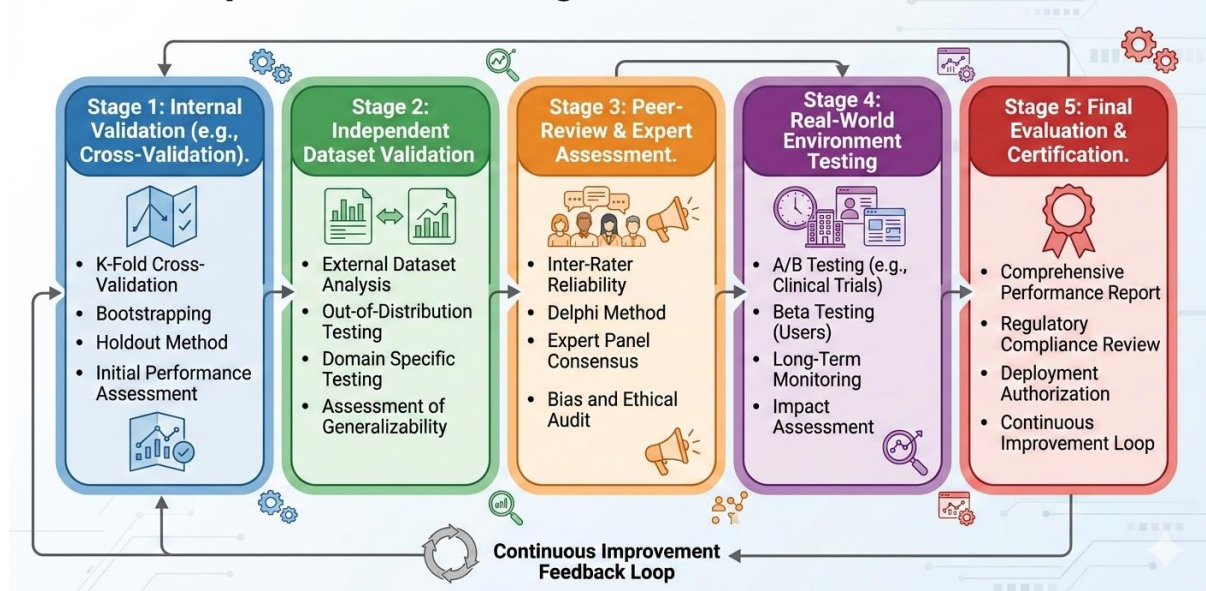 Stage 1: Internal
Validation (e.g.,
Cross-Validation).
• K-Fold Cross-
Validation
• Bootstrapping
• Holdout Method
• Initial Performance
Assessment
Stage 2:
Independent
Dataset Validation
• External Dataset
Analysis
• Out-of-Distribution
Testing
• Domain Specific
Testing
• Assessment of
Generalizability
Stage 3: Peer-
Review & Expert
Assessment.
• Inter-Rater
Reliability
• Delphi Method
• Expert Panel
Consensus
• Bias and Ethical
Audit
Stage 4:
Real-World
Environment
Testing
• A/B Testing (e.g.,
Clinical Trials)
• Beta Testing
(Users)
• Long-Term
Monitoring
• Impact
Assessment
Stage 5: Final
Evaluation &
Certification.
• Comprehensive
Performance Report
• Regulatory
Compliance Review
• Deployment
Authorization
• Continuous
Improvement Loop
Continuous Improvement
Feedback Loop